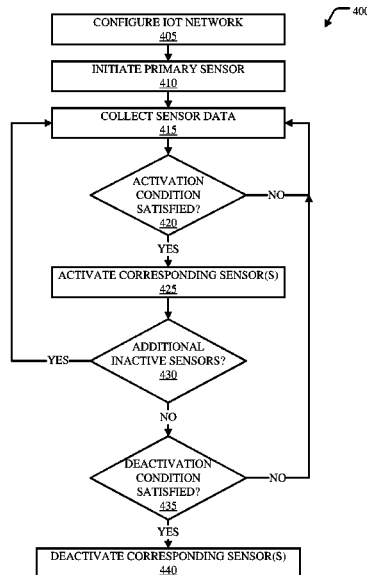 400
CONFIGURE IOT NETWORK
405
INITIATE PRIMARY SENSOR
410
COLLECT SENSOR DATA
415
ACTIVATION
CONDITION
SATISFIED?
420
NO
YES
ACTIVATE CORRESPONDING SENSOR(S)
425
ADDITIONAL
INACTIVE SENSORS?
430
YES
NO
DEACTIVATION
CONDITION
SATISFIED?
435
NO
YES
DEACTIVATE CORRESPONDING SENSOR(S)
440